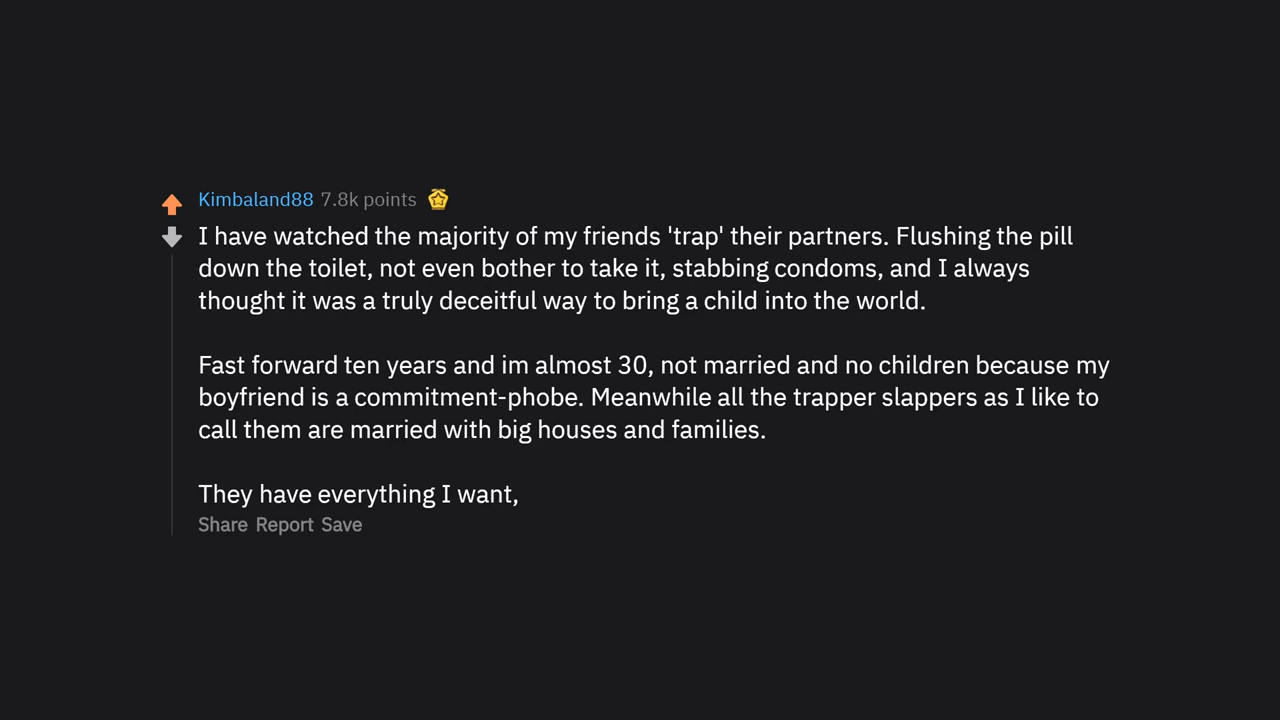 Kimbaland88 7.8k points
I have watched the majority of my friends 'trap' their partners. Flushing the pill
down the toilet, not even bother to take it, stabbing condoms, and I always
thought it was a truly deceitful way to bring a child into the world.
Fast forward ten years and im almost 30, not married and no children because my
boyfriend is a commitment-phobe. Meanwhile all the trapper slappers as I like to
call them are married with big houses and families.
They have everything I want,
Share Report Save